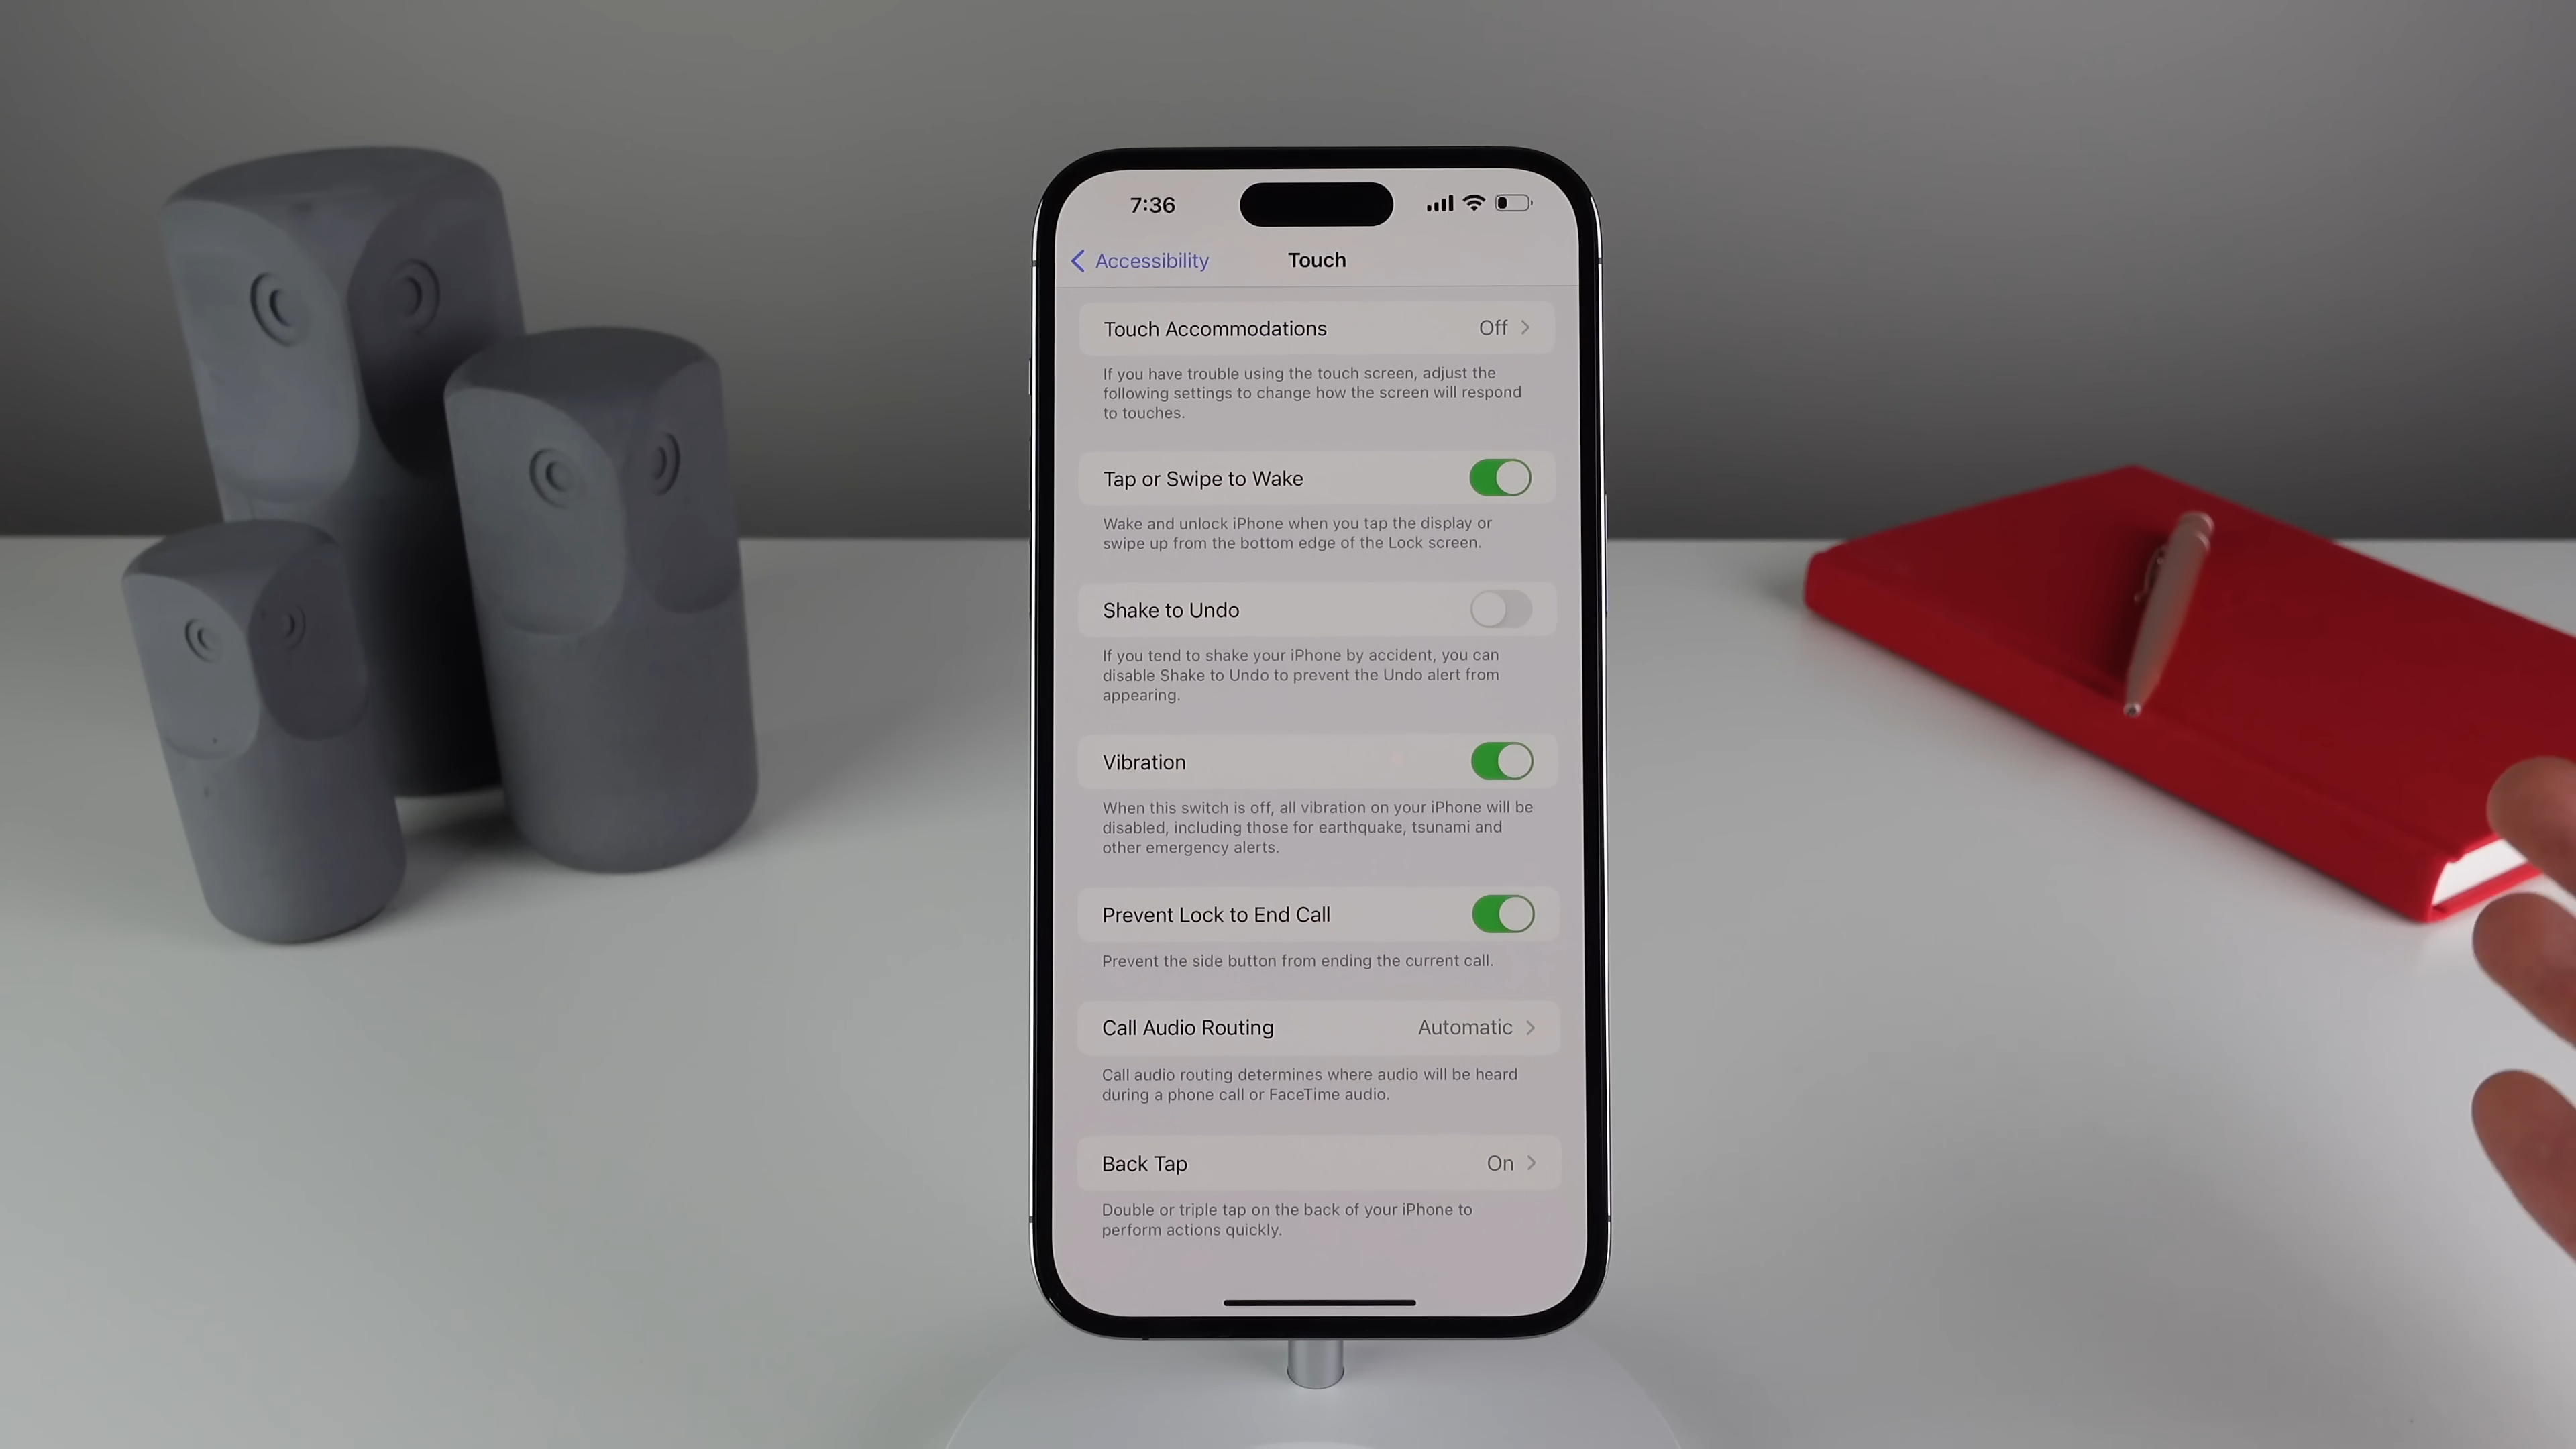 7:36
Accessibility
Touch
Touch Accommodations Off
If you have trouble using the touch screen, adjust the
following settings to change how the screen will respond
to touches.
Tap or Swipe to Wake
Wake and unlock iPhone when you tap the display or
swipe up from the bottom edge of the Lock screen.
Shake to Undo
If you tend to shake your iPhone by accident, you can
disable Shake to Undo to prevent the Undo alert from
appearing.
Vibration
When this switch is off, all vibration on your iPhone will be
disabled, including those for earthquake, tsunami and
other emergency alerts.
Prevent Lock to End Call
Prevent the side button from ending the current call.
Call Audio Routing Automatic
Call audio routing determines where audio will be heard
during a phone call or FaceTime audio.
Back Tap On
Double or triple tap on the back of your iPhone to
perform actions quickly.